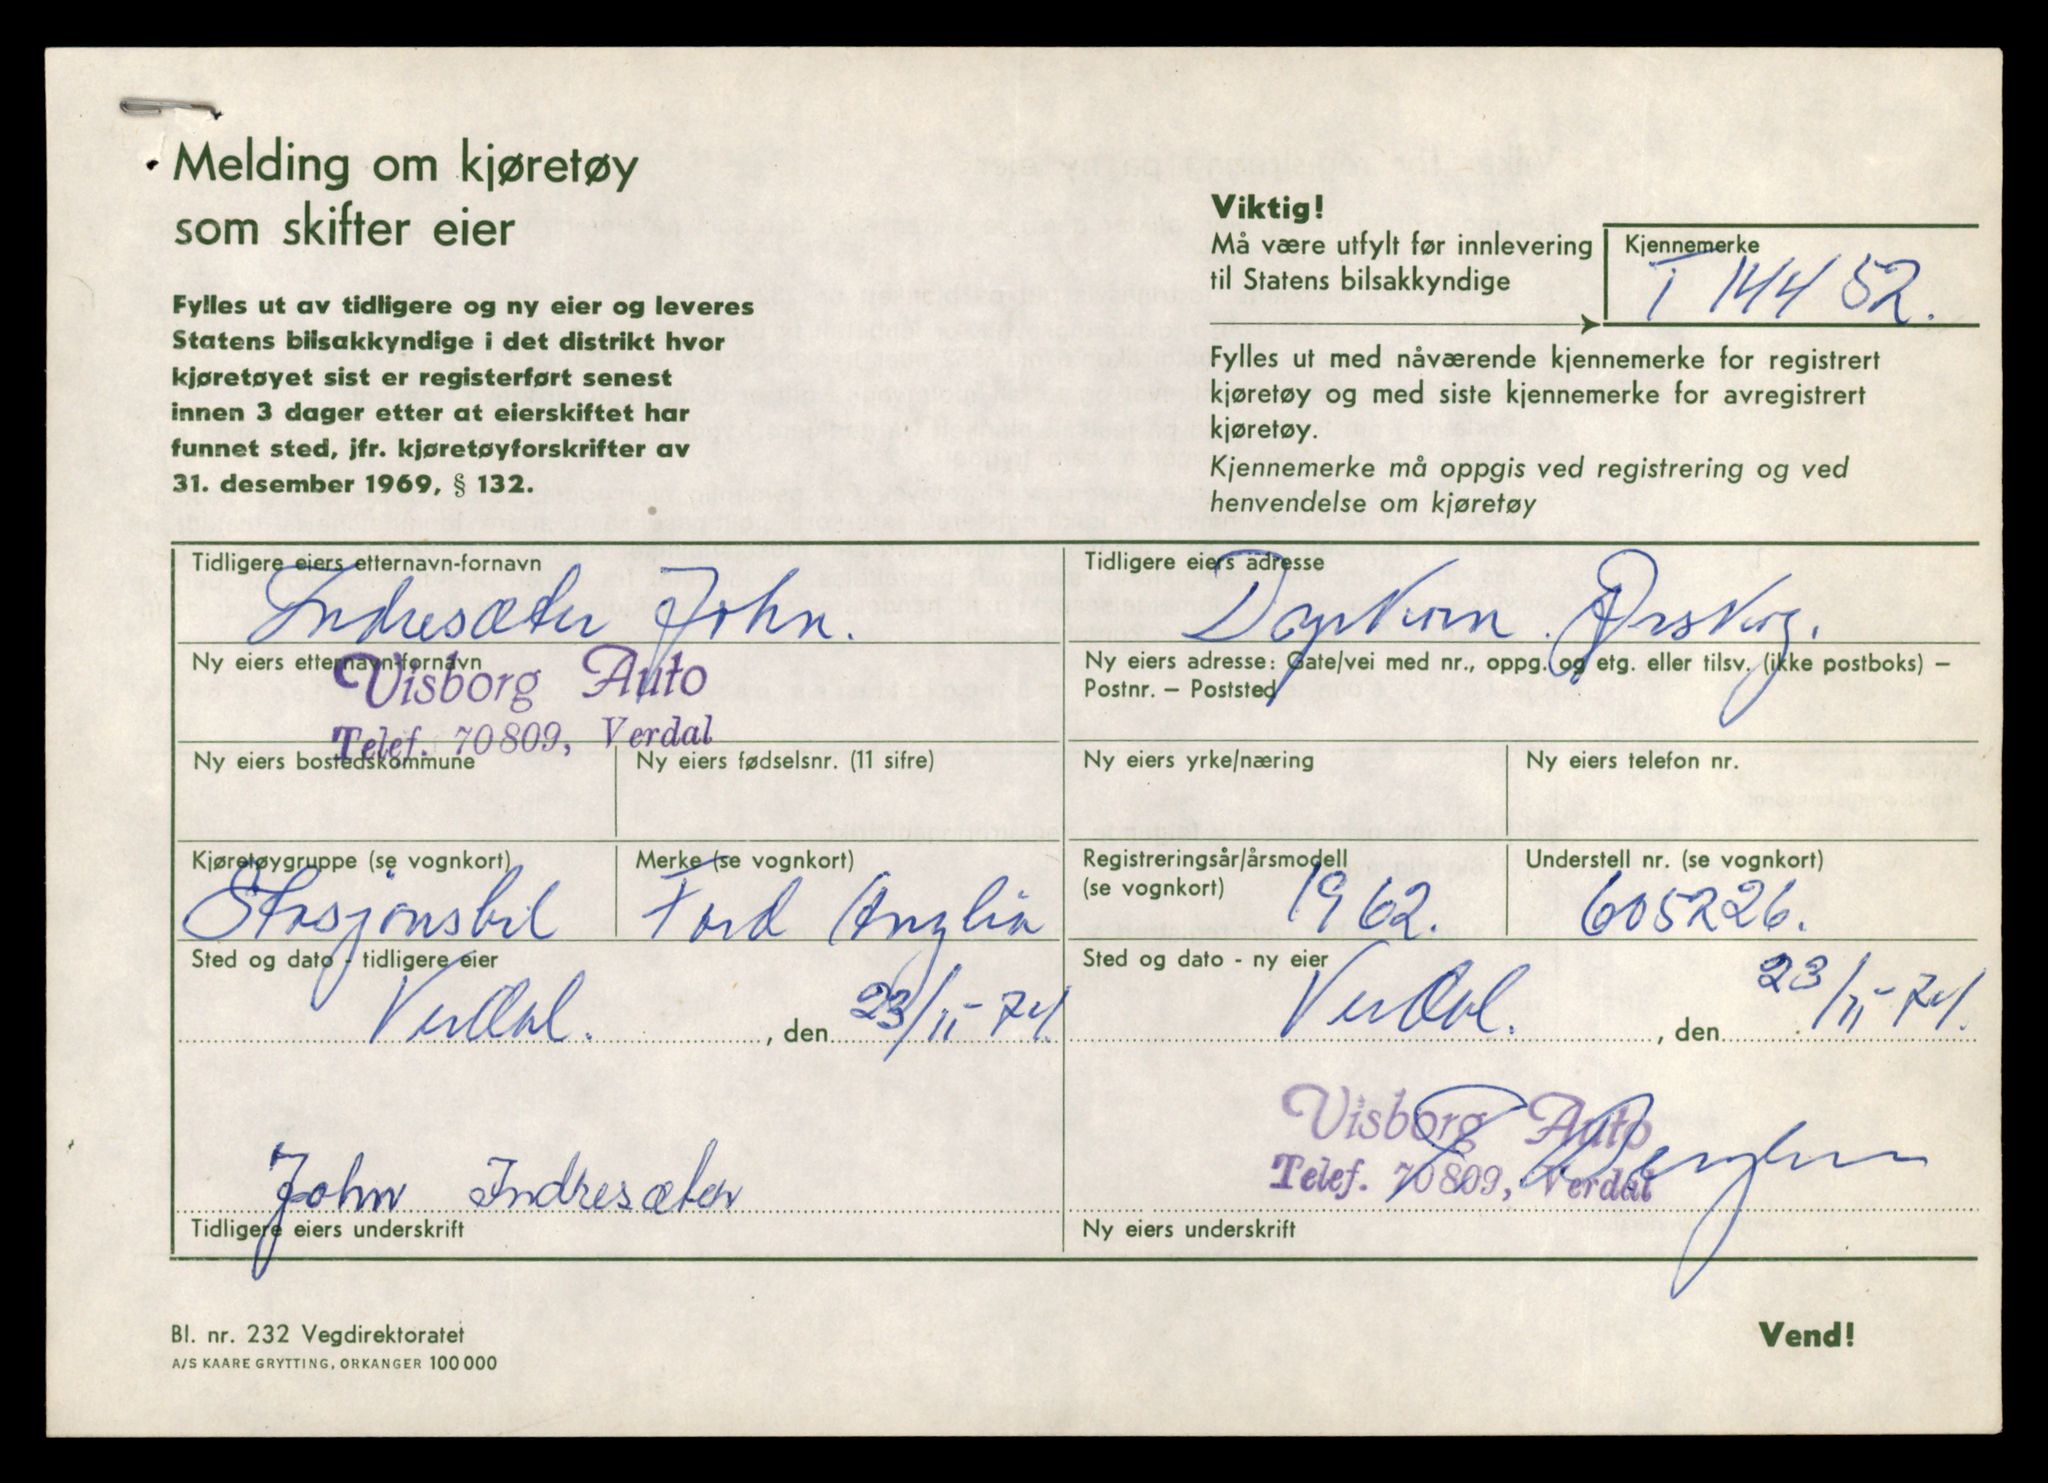 Melding om kjøretøy
som skifter eier
Fylles ut av tidligere og ny eier og leveres
Statens bilsakkyndige i det distrikt hvor
kjøretøyet sist er registerført senest
innen 3 dager etter at eierskiftet har
funnet sted, jfr. kjøretøyforskrifter av
31. desember 1969, § 132.
Viktig!
Må være utfylt før innlevering
til Statens bilsakkyndige
Kjennemerke
T 14452.
Fylles ut med nåværende kjennemerke for registrert
kjøretøy og med siste kjennemerke for avregistrert
kjøretøy.
Kjennemerke må oppgis ved registrering og ved
henvendelse om kjøretøy
Tidligere eiers etternavn-fornavn
Indresæter John.
Tidligere eiers adresse
Ørskog.
Ny eiers etternavn-fornavn
Visborg Auto
Telef. 70809, Verdal
Ny eiers adresse: Gate/vei med nr., oppg. og etg. eller tilsv. (ikke postboks) –
Postnr. – Poststed
Ny eiers bostedskommune
Ny eiers fødselsnr. (11 sifre)
Ny eiers yrke/næring
Ny eiers telefon nr.
Kjøretøygruppe (se vognkort)
Stasjonsbil
Merke (se vognkort)
Ford Anglia
Registreringsår/årsmodell
(se vognkort)
1962.
Understell nr. (se vognkort)
605226.
Sted og dato - tidligere eier
Verdal. , den 23/11-74.
Sted og dato - ny eier
Verdal. , den 23/11-74.
John Indresæter
Tidligere eiers underskrift
Visborg Auto
Telef. 70809, Verdal
Ny eiers underskrift
Bl. nr. 232 Vegdirektoratet
A/S KAARE GRYTTING, ORKANGER 100 000
Vend!